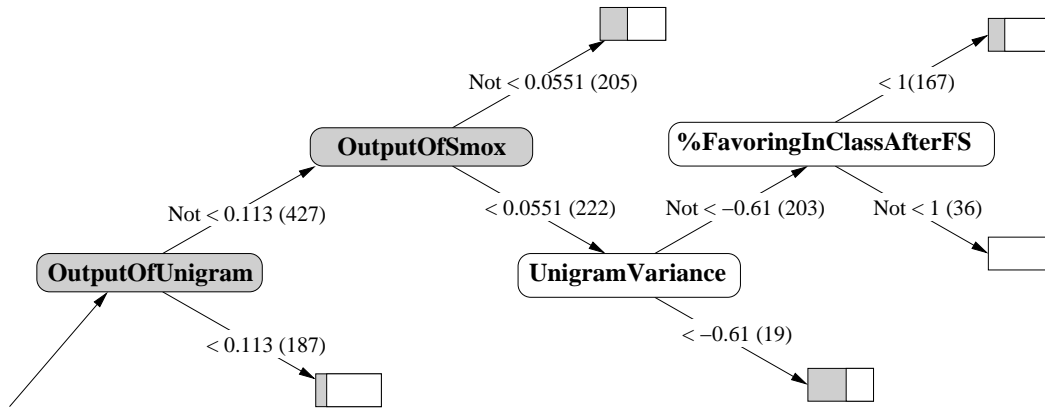 Not < 0.0551 (205)
< 1(167)
OutputOfSmox
%FavoringInClassAfterFS
Not < 0.113 (427)
< 0.0551 (222)
Not < −0.61 (203)
Not < 1 (36)
OutputOfUnigram
UnigramVariance
< 0.113 (187)
< −0.61 (19)